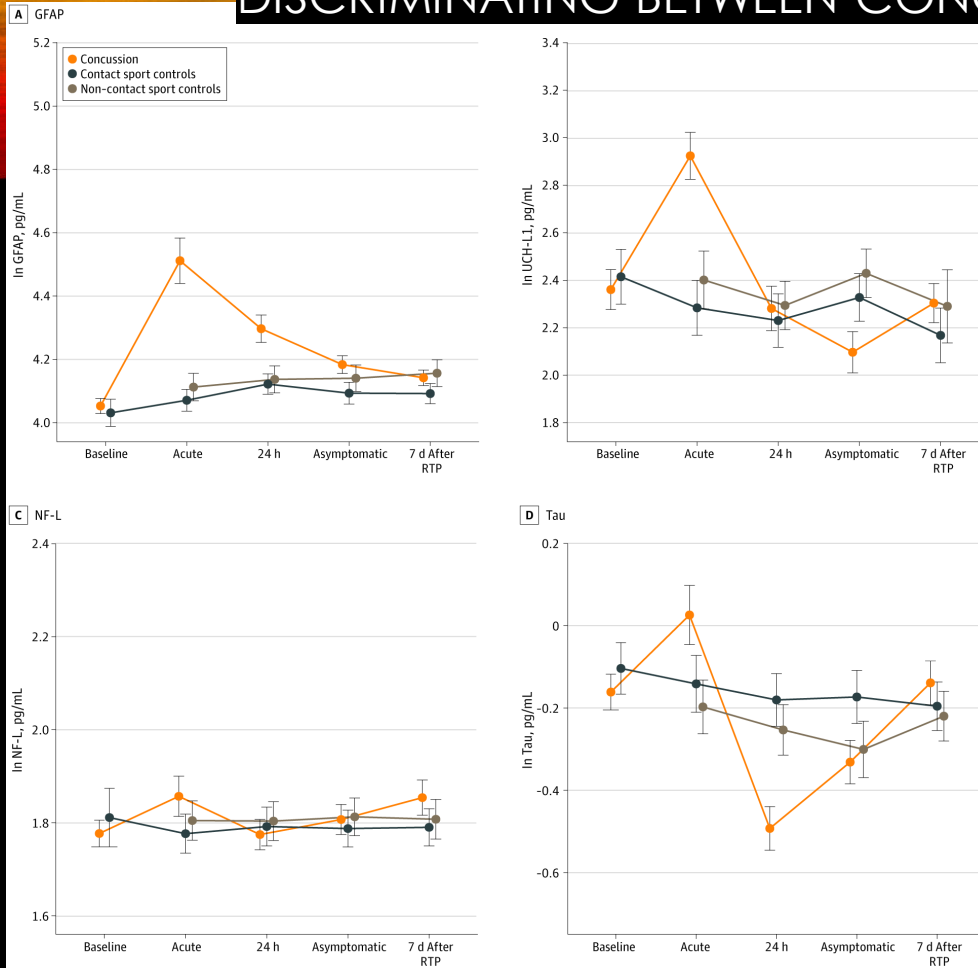 DISCRIMINATING BETWEEN
A GFAP
5.2
5.0
4.8
4.6
4.4
4.2
4.0
ln GFAP, pg/mL
Concussion
Contact sport controls
Non-contact sport controls
Baseline Acute 24 h Asymptomatic 7 d After
RTP
3.4
3.2
3.0
2.8
2.6
2.4
2.2
2.0
1.8
ln UCH-L1, pg/mL
Baseline Acute 24 h Asymptomatic 7 d After
RTP
C NF-L
2.4
2.2
2.0
1.8
1.6
ln NF-L, pg/mL
Baseline Acute 24 h Asymptomatic 7 d After
RTP
D Tau
0.2
0
-0.2
-0.4
-0.6
ln Tau, pg/mL
Baseline Acute 24 h Asymptomatic 7 d After
RTP